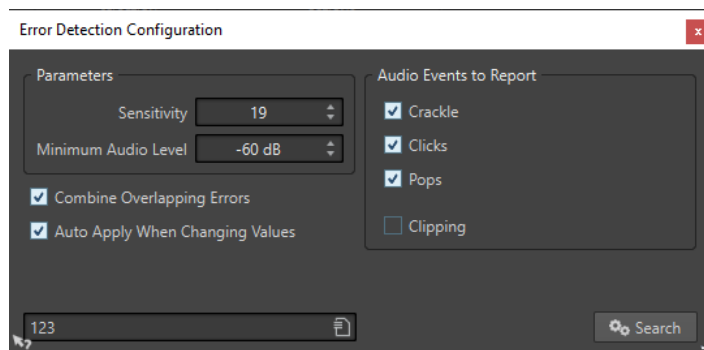 Error Detection Configuration
x
Parameters
Sensitivity 19
Minimum Audio Level -60 dB
Combine Overlapping Errors
Auto Apply When Changing Values
Audio Events to Report
Crackle
Clicks
Pops
Clipping
123
?
Search